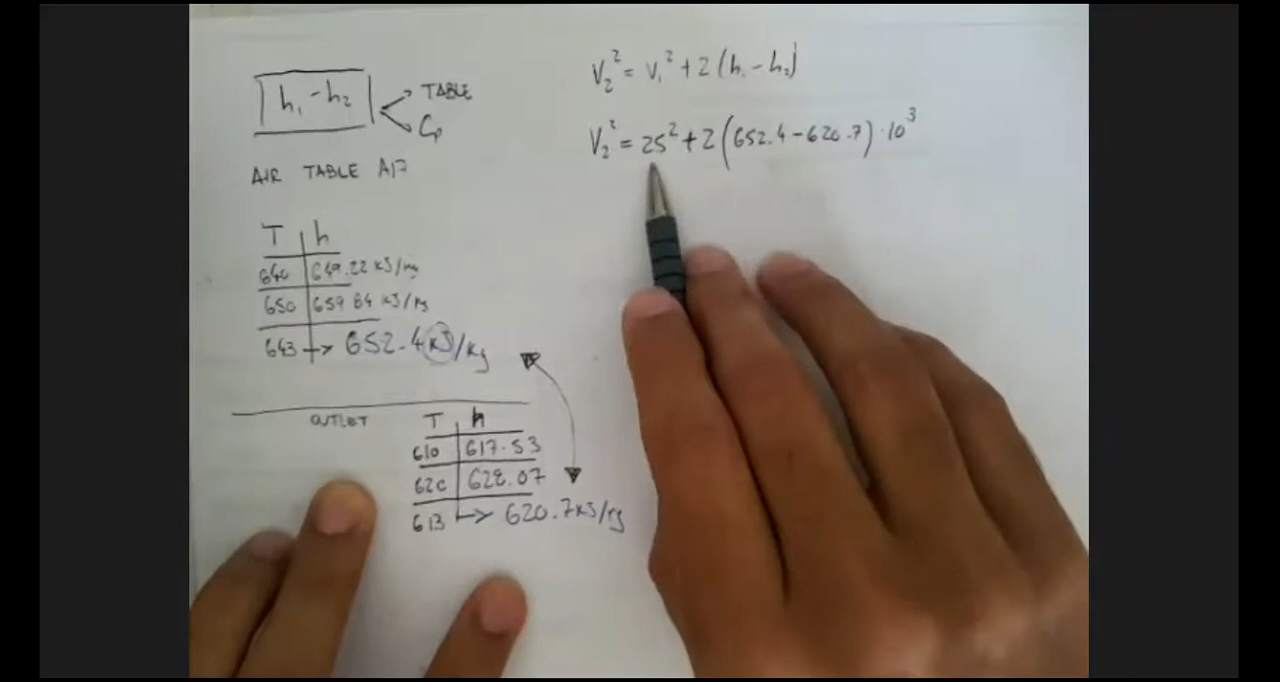 h₁ - h₂
TABLE
Cp
AIR TABLE A17
T h
640 649.22 kJ/kg
650 659.84 kJ/kg
643 → 652.4 kJ/kg
OUTLET
T h
610 617.53
620 628.07
613 → 620.7 kJ/kg
V₂² = V₁² + 2(h₁ - h₂)
V₂² = 25² + 2(652.4 - 620.7) · 10³